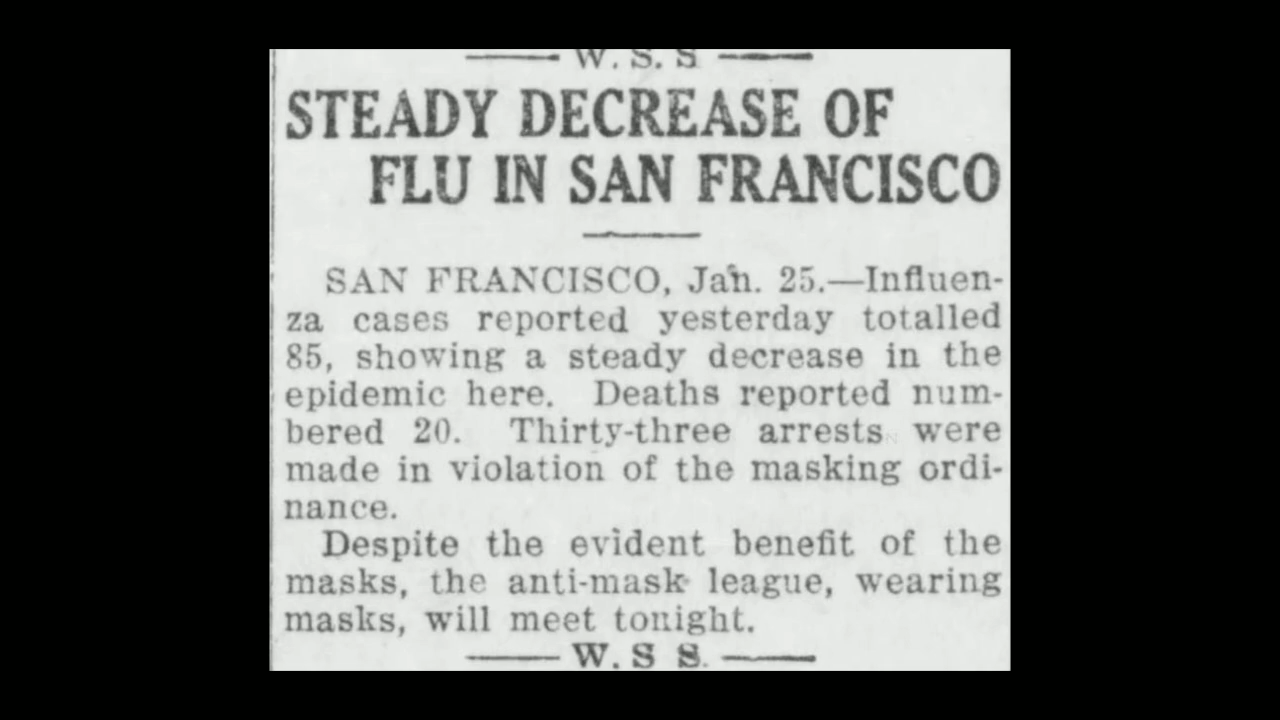 W. S. S
STEADY DECREASE OF
FLU IN SAN FRANCISCO
SAN FRANCISCO, Jan. 25.—Influen-
za cases reported yesterday totalled
85, showing a steady decrease in the
epidemic here. Deaths reported num-
bered 20. Thirty-three arrests were
made in violation of the masking ordi-
nance.
Despite the evident benefit of the
masks, the anti-mask league, wearing
masks, will meet tonight.
W. S S.